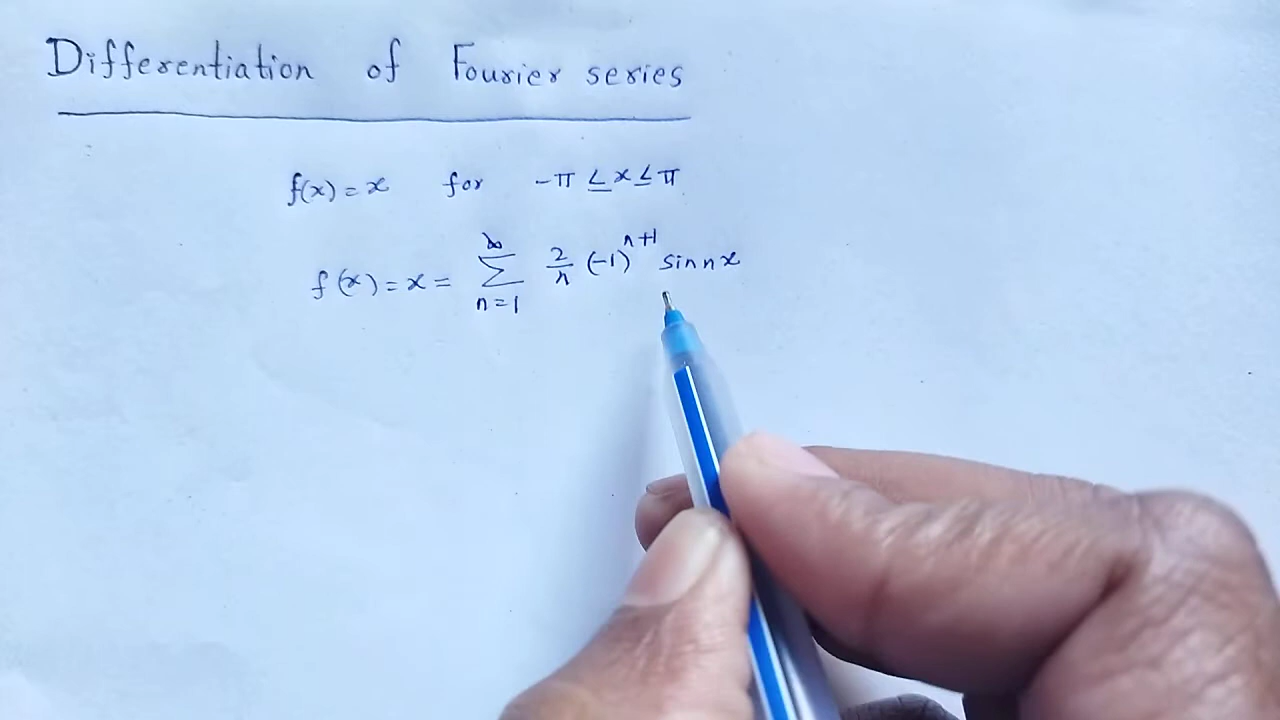 Differentiation of Fourier series
f(x) = x for -π ≤ x ≤ π
f(x) = x = ∑_{n=1}^{∞} 2/n (-1)^{n+1} sin nx